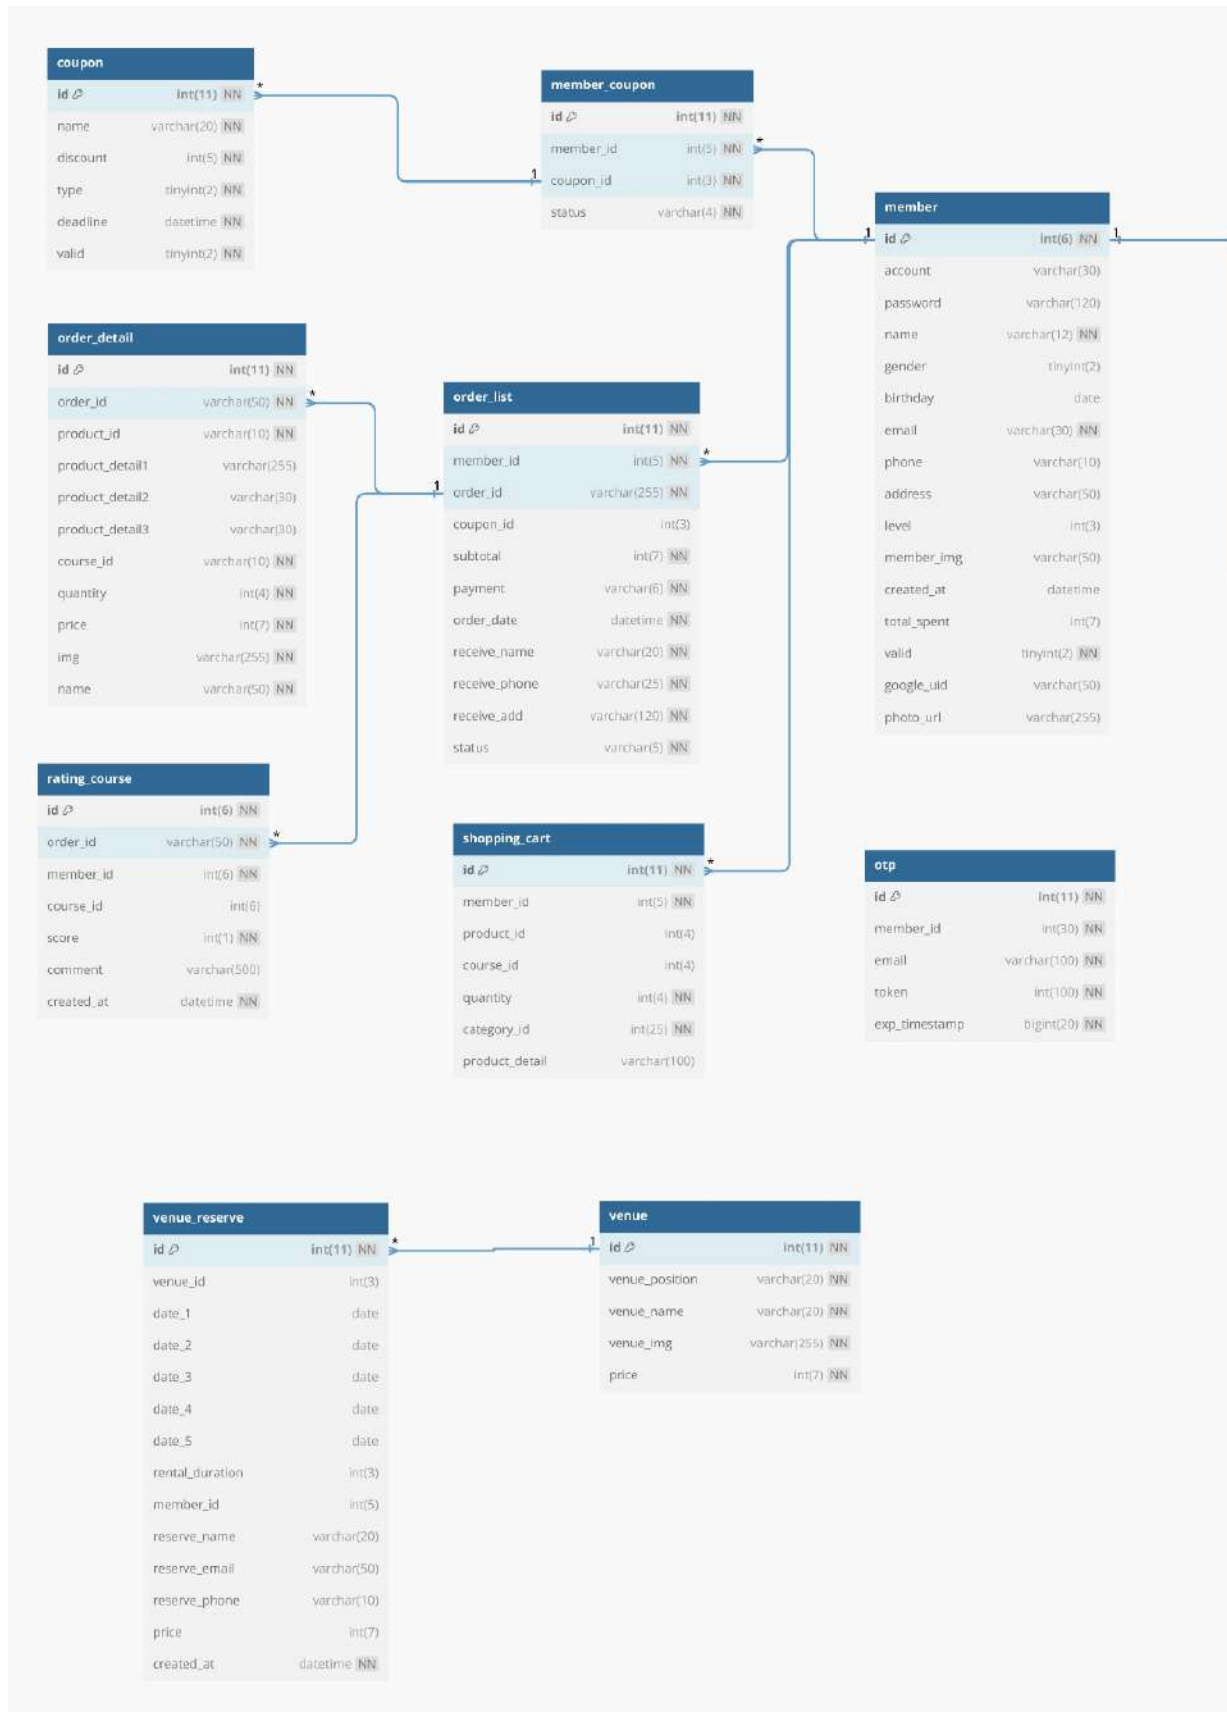 coupon
id int(11) NN
name varchar(20) NN
discount int(5) NN
type tinyint(2) NN
deadline datetime NN
valid tinyint(2) NN
*
1
member_coupon
id int(11) NN
member_id int(5) NN
coupon_id int(3) NN
status varchar(4) NN
*
1
member
id int(6) NN
account varchar(30)
password varchar(120)
name varchar(12) NN
gender tinyint(2)
birthday date
email varchar(30) NN
phone varchar(10)
address varchar(50)
level int(3)
member_img varchar(50)
created_at datetime
total_spent int(7)
valid tinyint(2) NN
google_uid varchar(50)
photo_url varchar(255)
1
order_detail
id int(11) NN
order_id varchar(50) NN
product_id varchar(10) NN
product_detail1 varchar(255)
product_detail2 varchar(30)
product_detail3 varchar(30)
course_id varchar(10) NN
quantity int(4) NN
price int(7) NN
img varchar(255) NN
name varchar(50) NN
*
1
order_list
id int(11) NN
member_id int(5) NN
order_id varchar(255) NN
coupon_id int(3)
subtotal int(7) NN
payment varchar(6) NN
order_date datetime NN
receive_name varchar(20) NN
receive_phone varchar(25) NN
receive_add varchar(120) NN
status varchar(5) NN
*
rating_course
id int(6) NN
order_id varchar(50) NN
member_id int(6) NN
course_id int(6)
score int(1) NN
comment varchar(500)
created_at datetime NN
*
shopping_cart
id int(11) NN
member_id int(5) NN
product_id int(4)
course_id int(4)
quantity int(4) NN
category_id int(25) NN
product_detail varchar(100)
*
otp
id int(11) NN
member_id int(30) NN
email varchar(100) NN
token int(100) NN
exp_timestamp bigint(20) NN
venue_reserve
id int(11) NN
venue_id int(3)
date_1 date
date_2 date
date_3 date
date_4 date
date_5 date
rental_duration int(3)
member_id int(5)
reserve_name varchar(20)
reserve_email varchar(50)
reserve_phone varchar(10)
price int(7)
created_at datetime NN
*
1
venue
id int(11) NN
venue_position varchar(20) NN
venue_name varchar(20) NN
venue_img varchar(255) NN
price int(7) NN